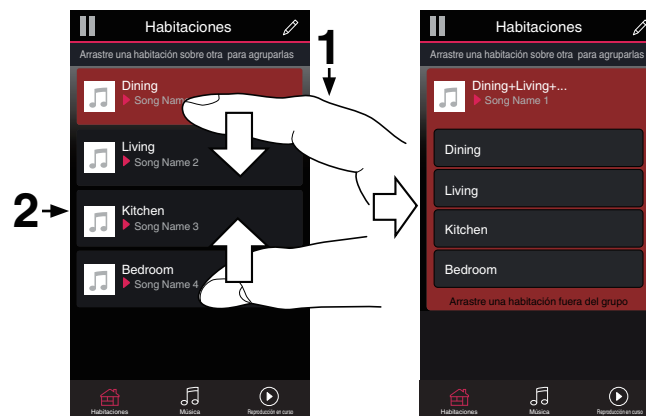 Habitaciones
Arrastre una habitación sobre otra para agruparlas
1
Dining
Song Nam
Living
Song Name 2
2
Kitchen
Song Name 3
Bedroom
Song Name 4
Habitaciones
Música
Reproducción en curso
Habitaciones
Arrastre una habitación sobre otra para agruparlas
Dining+Living+...
Song Name 1
Dining
Living
Kitchen
Bedroom
Arrastre una habitación fuera del grupo
Habitaciones
Música
Reproducción en curso